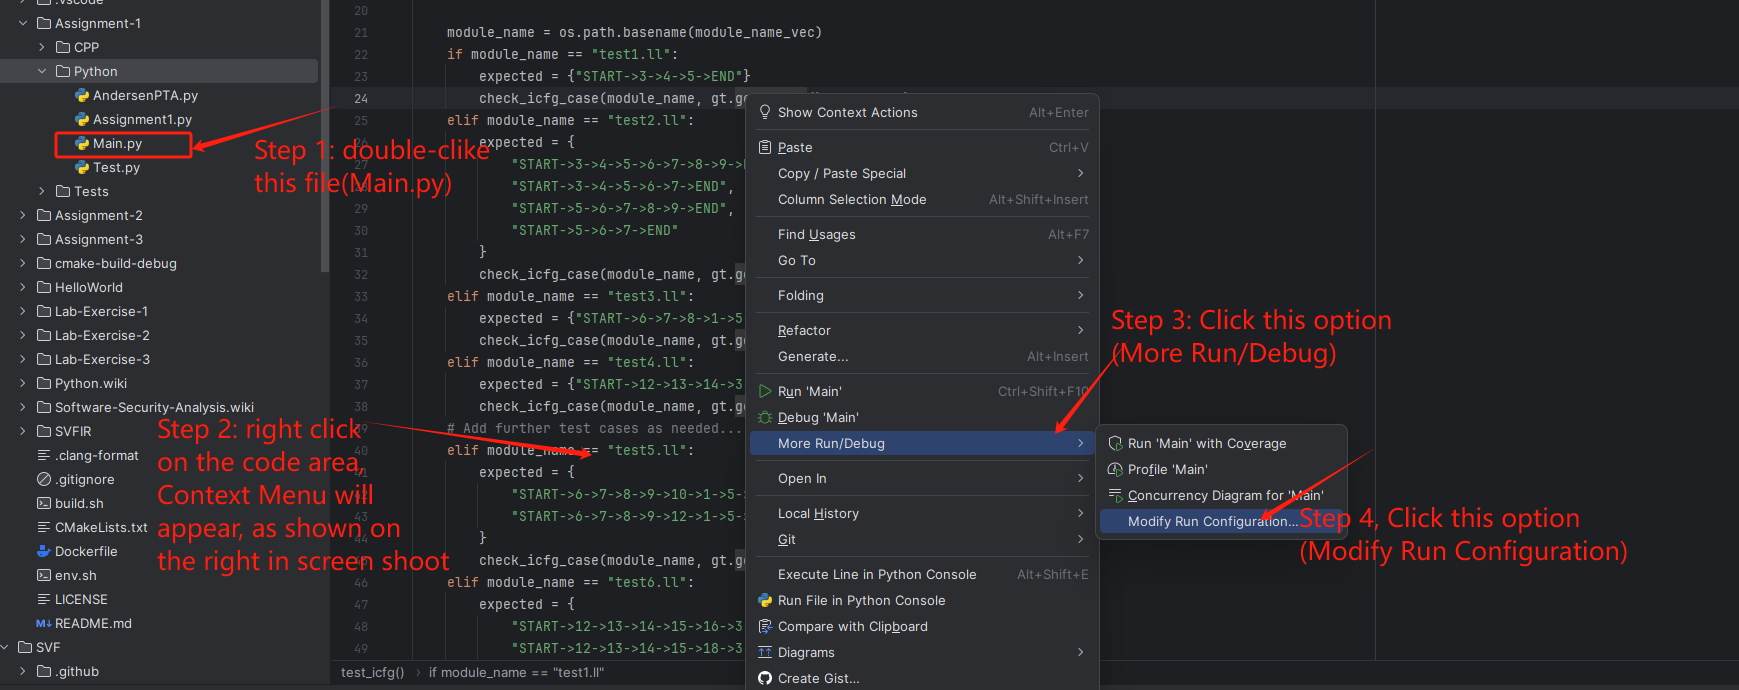 .vscode
Assignment-1
CPP
Python
AndersenPTA.py
Assignment1.py
Main.py
Test.py
Tests
Assignment-2
Assignment-3
cmake-build-debug
HelloWorld
Lab-Exercise-1
Lab-Exercise-2
Lab-Exercise-3
Python.wiki
Software-Security-Analysis.wiki
SVFIR
.clang-format
.gitignore
build.sh
CMakeLists.txt
Dockerfile
env.sh
LICENSE
README.md
SVF
.github
Step 1: double-clike
this file(Main.py)
Step 2: right click
on the code area,
Context Menu will
appear, as shown on
the right in screen shoot
20
21 module_name = os.path.basename(module_name_vec)
22 if module_name == "test1.ll":
23 expected = {"START->3->4->5->END"}
24 check_icfg_case(module_name, gt.
25 elif module_name == "test2.ll":
26 expected = {
27 "START->3->4->5->6->7->8->9->
28 "START->3->4->5->6->7->END",
29 "START->5->6->7->8->9->END",
30 "START->5->6->7->END"
31 }
32 check_icfg_case(module_name, gt.
33 elif module_name == "test3.ll":
34 expected = {"START->6->7->8->1->5-
35 check_icfg_case(module_name, gt.
36 elif module_name == "test4.ll":
37 expected = {"START->12->13->14->3
38 check_icfg_case(module_name, gt.
39 # Add further test cases as needed...
40 elif module_name == "test5.ll":
41 expected = {
42 "START->6->7->8->9->10->1->5-
43 "START->6->7->8->9->12->1->5-
44 }
45 check_icfg_case(module_name, gt.
46 elif module_name == "test6.ll":
47 expected = {
48 "START->12->13->14->15->16->3
49 "START->12->13->14->15->18->3
test_icfg() › if module_name == "test1.ll"
Show Context Actions Alt+Enter
Paste Ctrl+V
Copy / Paste Special
Column Selection Mode Alt+Shift+Insert
Find Usages Alt+F7
Go To
Folding
Refactor
Generate... Alt+Insert
Run 'Main' Ctrl+Shift+F10
Debug 'Main'
More Run/Debug
Open In
Local History
Git
Execute Line in Python Console Alt+Shift+E
Run File in Python Console
Compare with Clipboard
Diagrams
Create Gist...
Step 3: Click this option
(More Run/Debug)
Run 'Main' with Coverage
Profile 'Main'
Concurrency Diagram for 'Main'
Modify Run Configuration...
Step 4, Click this option
(Modify Run Configuration)